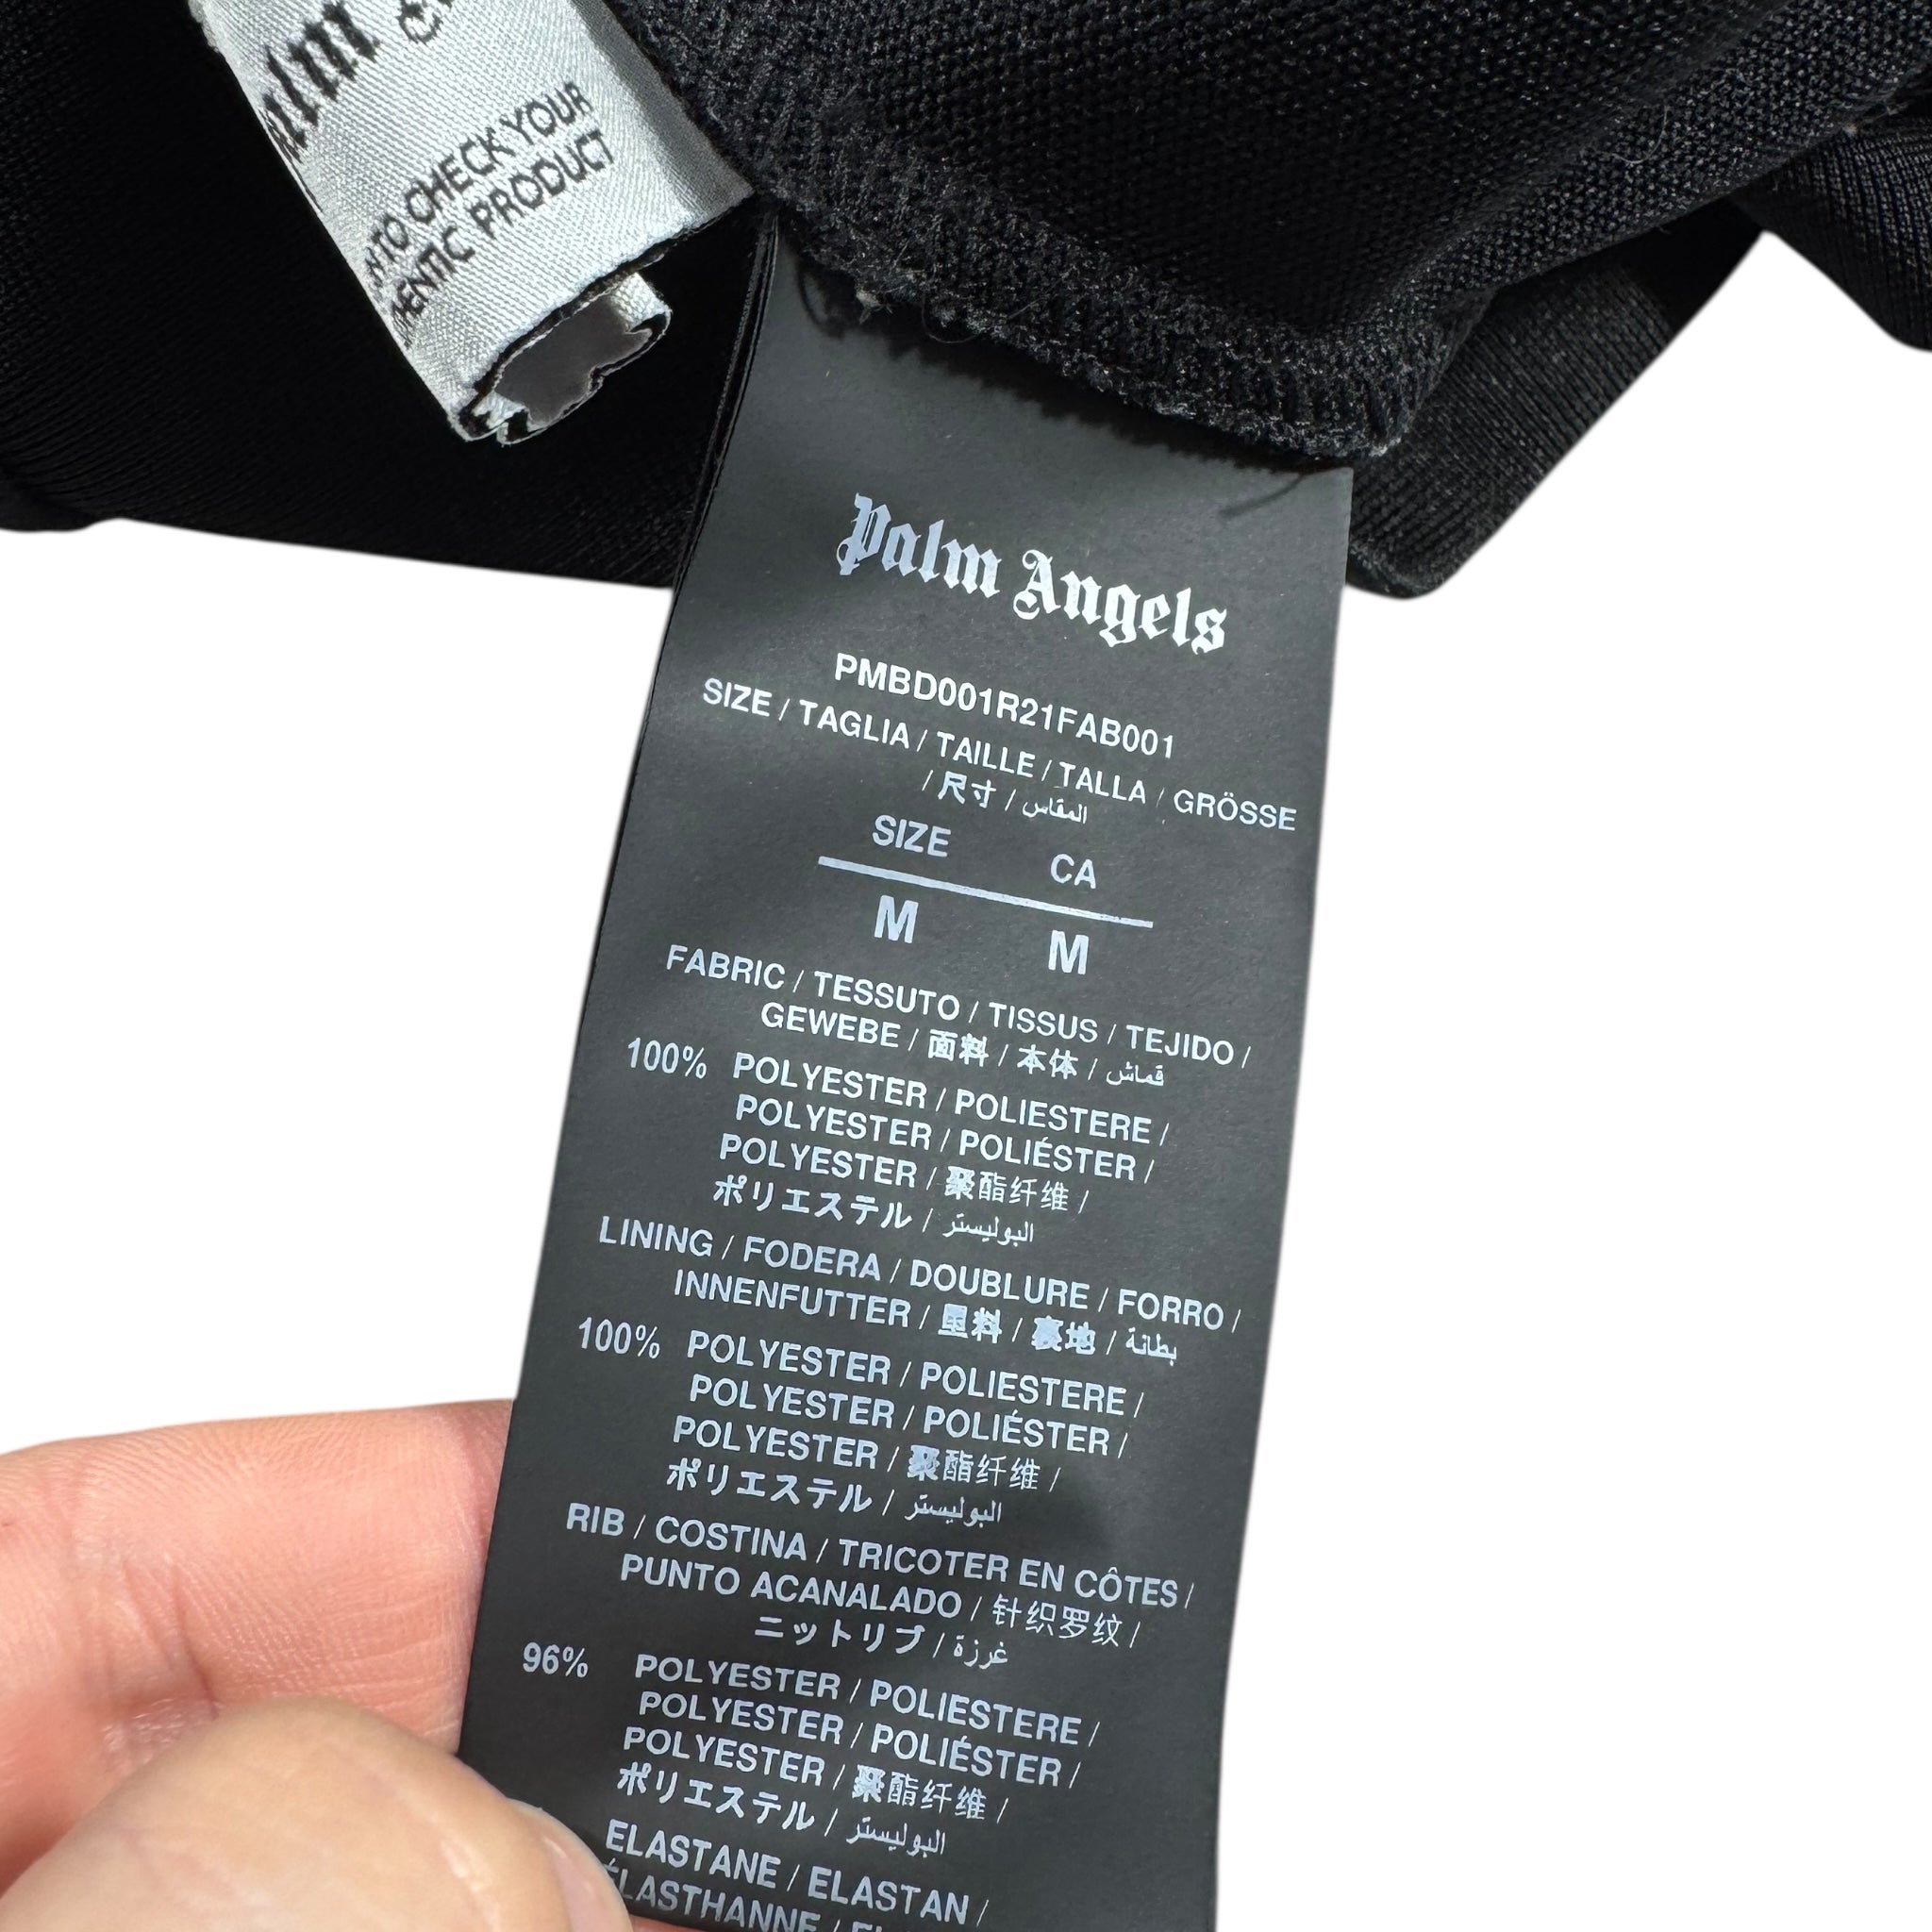 TO CHECK YOUR
PRODUCT
Palm Angels
PMBD001R21FAB001
SIZE / TAGLIA / TAILLE / TALLA / GRÖSSE
/ 尺寸 / المقاس
SIZE CA
M M
FABRIC / TESSUTO / TISSUS / TEJIDO /
GEWEBE / 面料 / 本体 / قماش
100% POLYESTER / POLIESTERE /
POLYESTER / POLIÉSTER /
POLYESTER / 聚酯纤维 /
ポリエステル / البوليستر
LINING / FODERA / DOUBLURE / FORRO /
INNENFUTTER / 里料 / 裏地 / بطانة
100% POLYESTER / POLIESTERE /
POLYESTER / POLIÉSTER /
POLYESTER / 聚酯纤维 /
ポリエステル / البوليستر
RIB / COSTINA / TRICOTER EN CÔTES /
PUNTO ACANALADO / 针织罗纹 /
ニットリブ / غرزة
96% POLYESTER / POLIESTERE /
POLYESTER / POLIÉSTER /
POLYESTER / 聚酯纤维 /
ポリエステル / البوليستر
ELASTANE / ELASTAN /
ÉLASTHANNE /